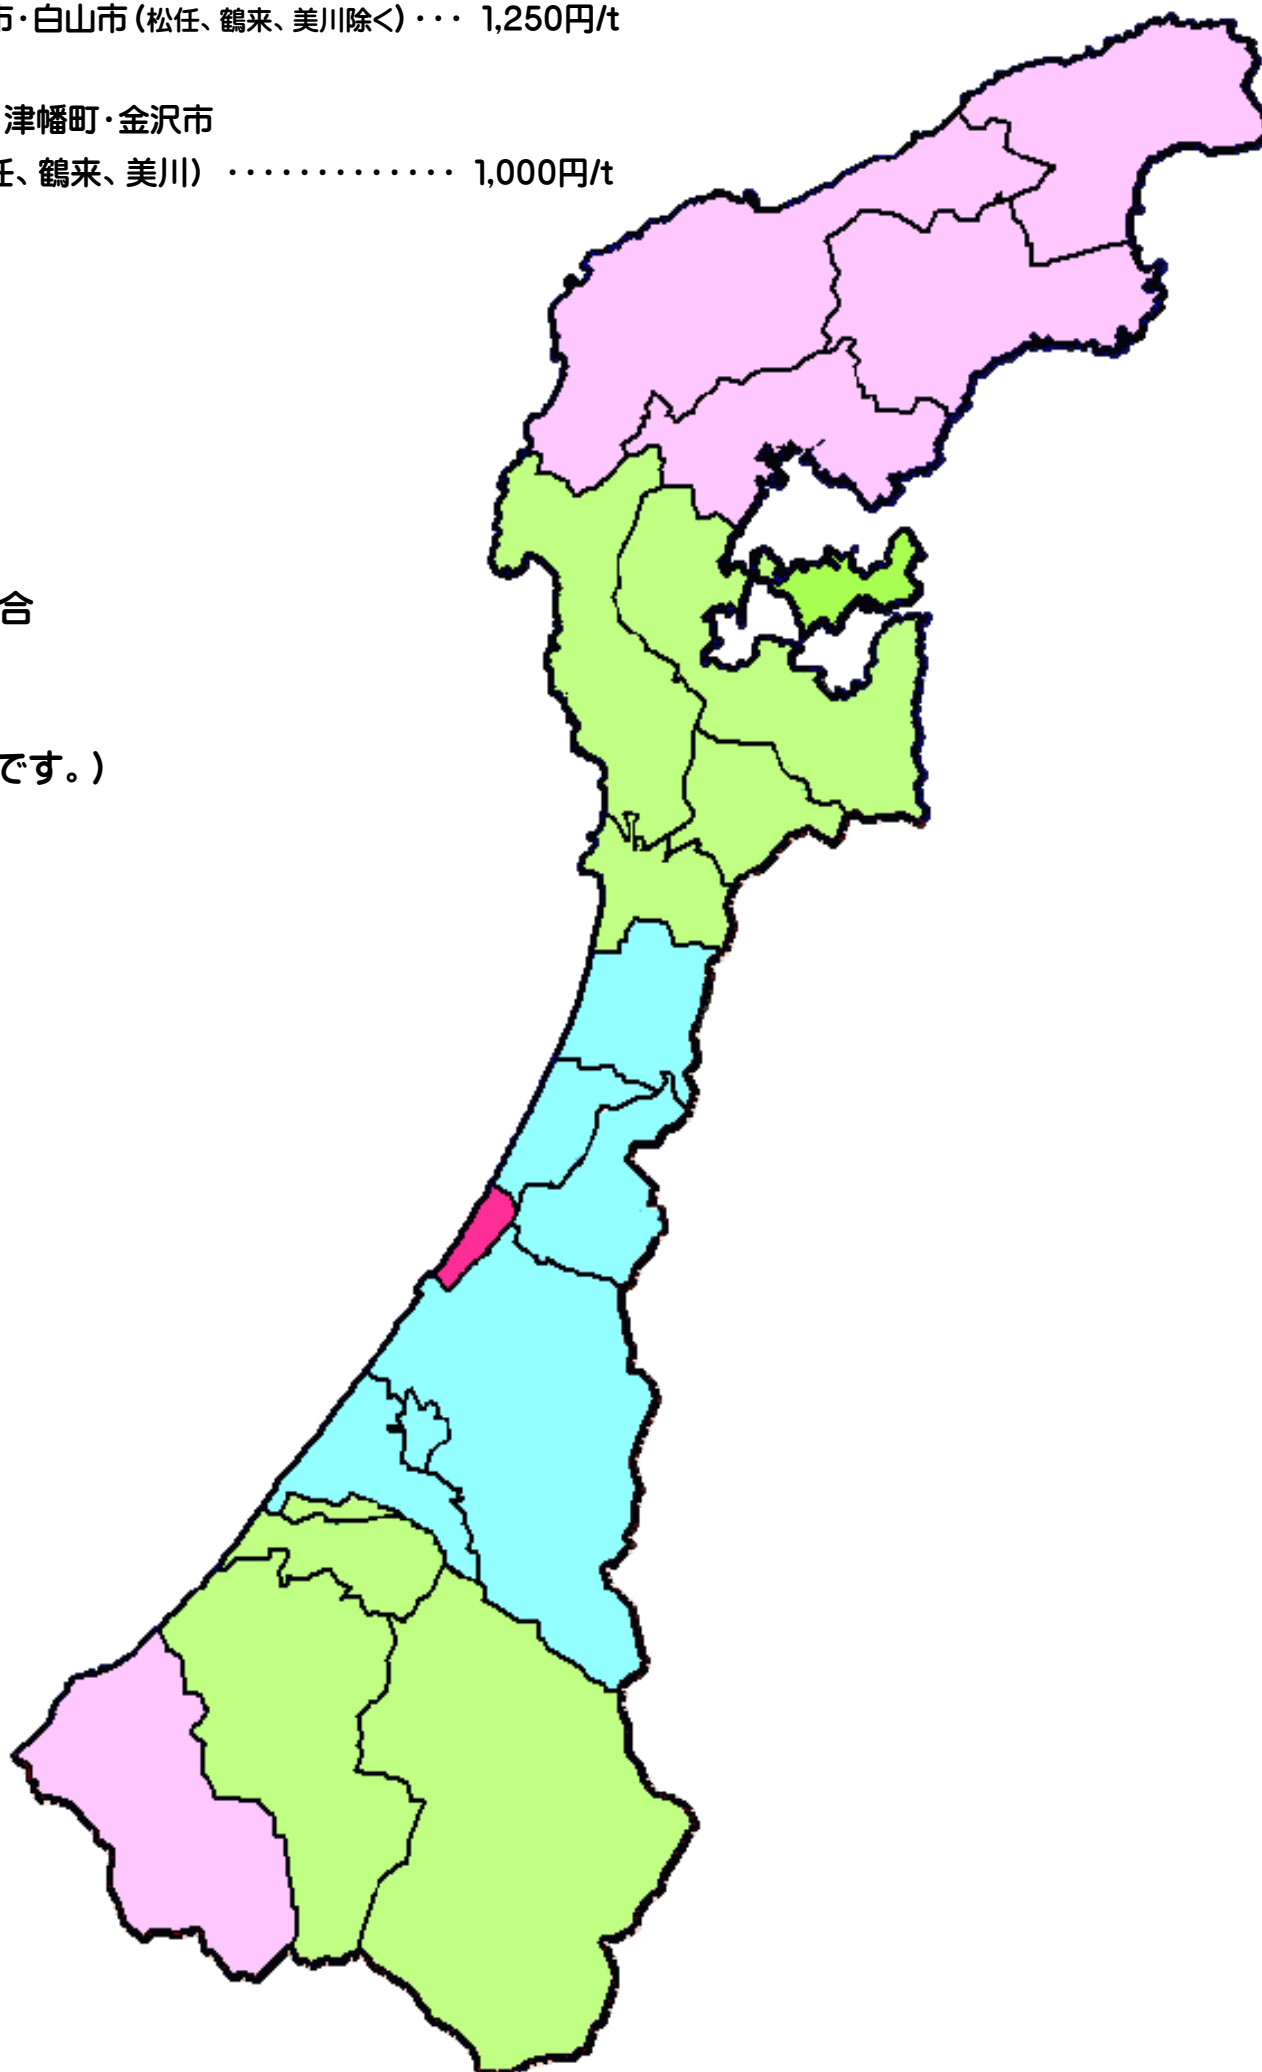 市・白山市（松任、鶴来、美川除く）・・・ 1,250円/t
津幡町・金沢市
任、鶴来、美川） ・・・・・・・・・・・・・ 1,000円/t
合
です。）